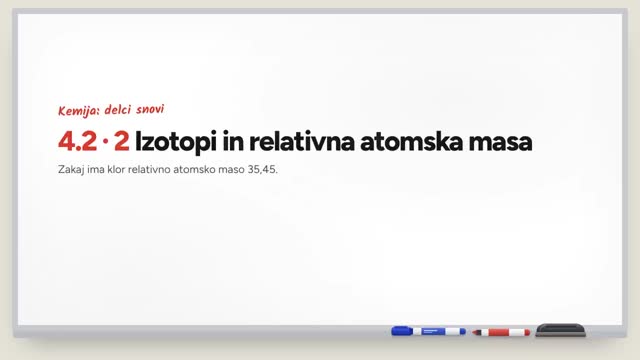 Kemija: delci snovi
4.2 · 2 Izotopi in relativna atomska masa
Zakaj ima klor relativno atomsko maso 35,45.